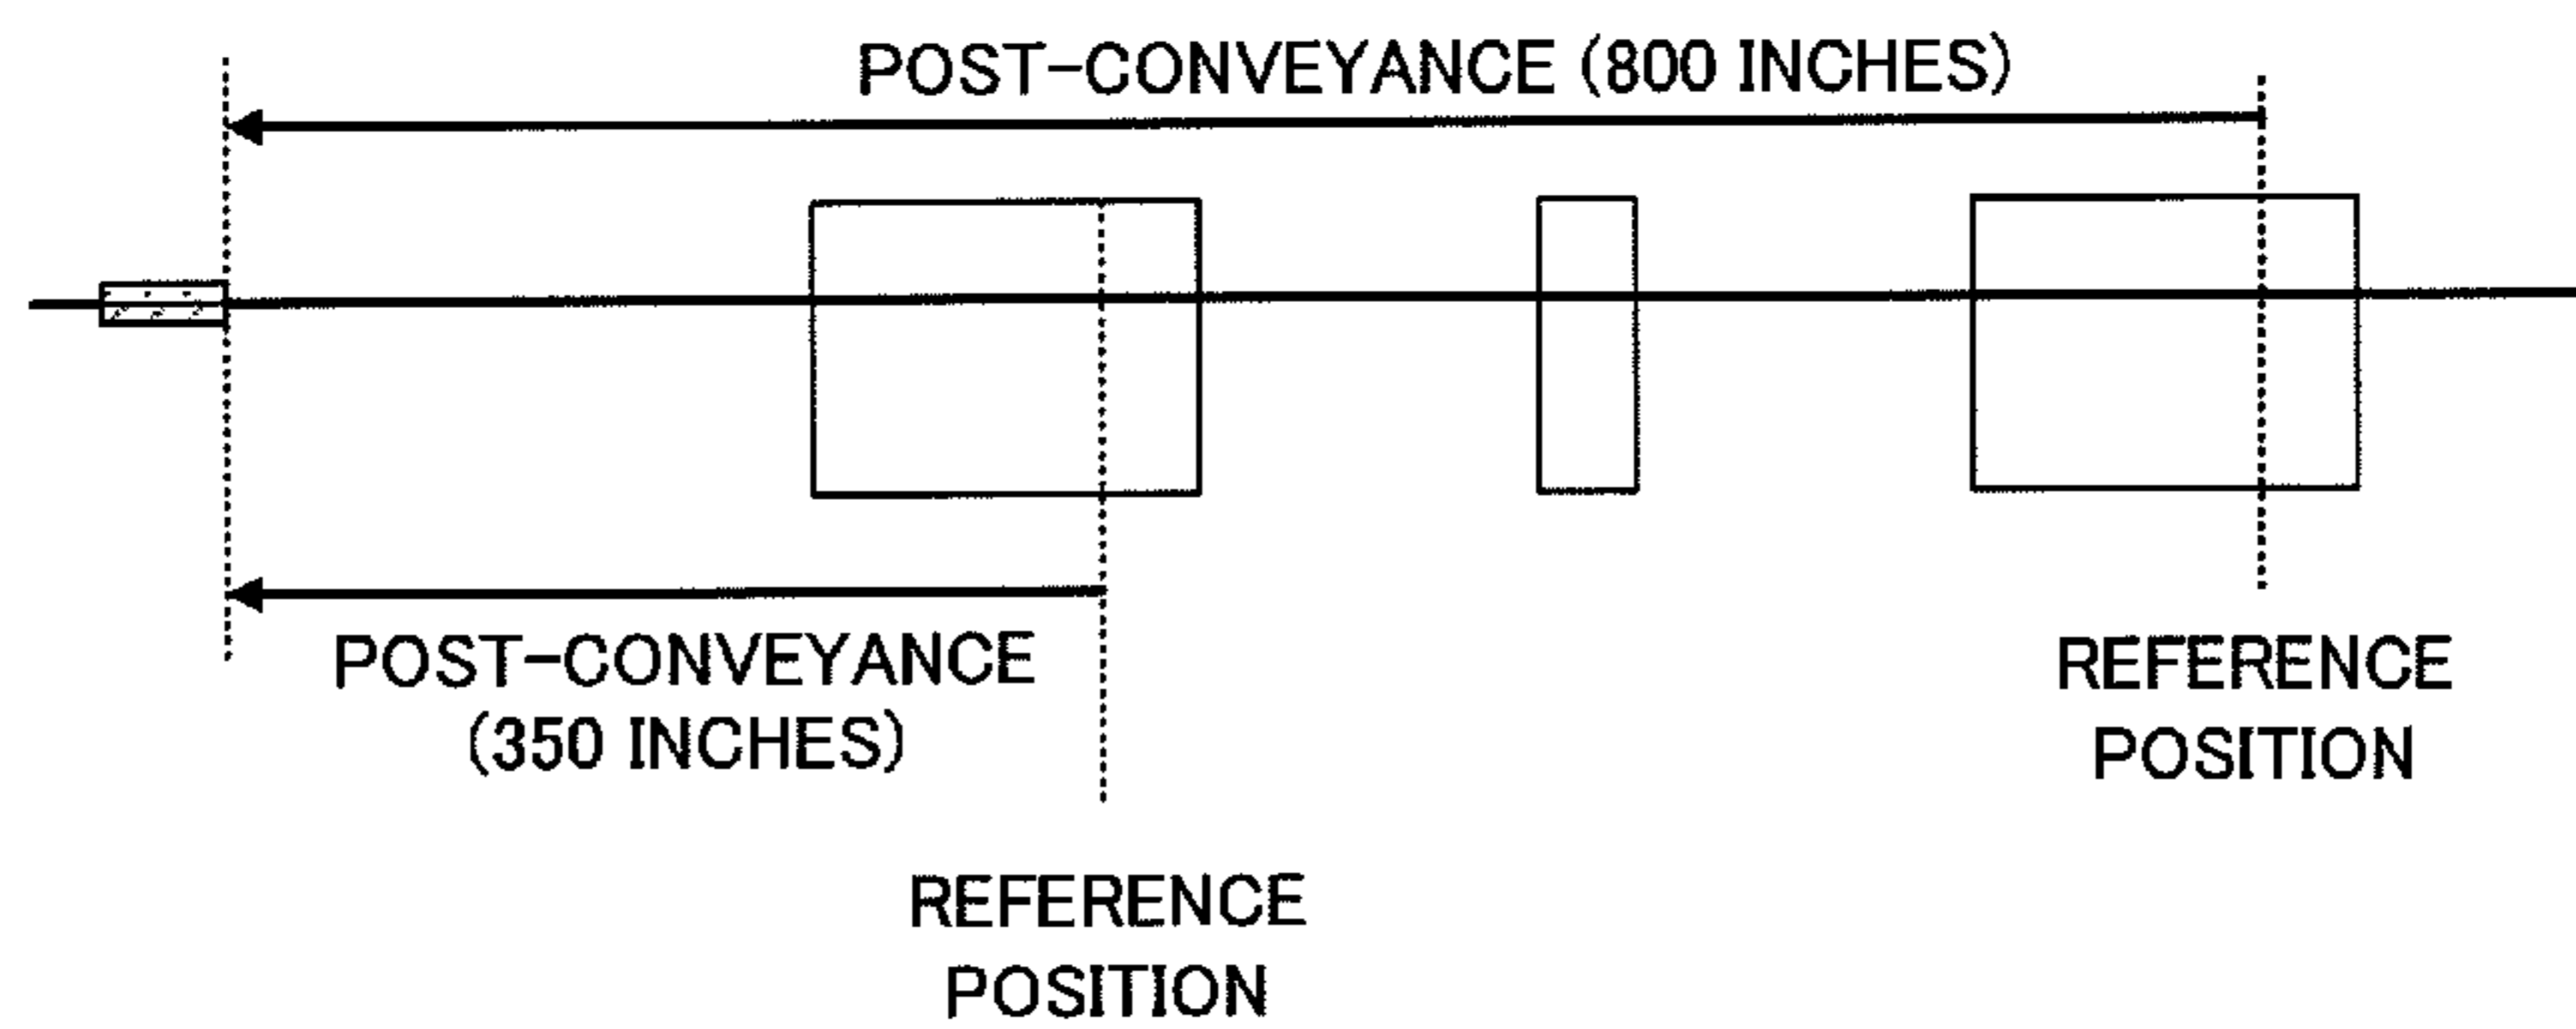 POST-CONVEYANCE (800 INCHES)
POST-CONVEYANCE
(350 INCHES)
REFERENCE
POSITION
REFERENCE
POSITION